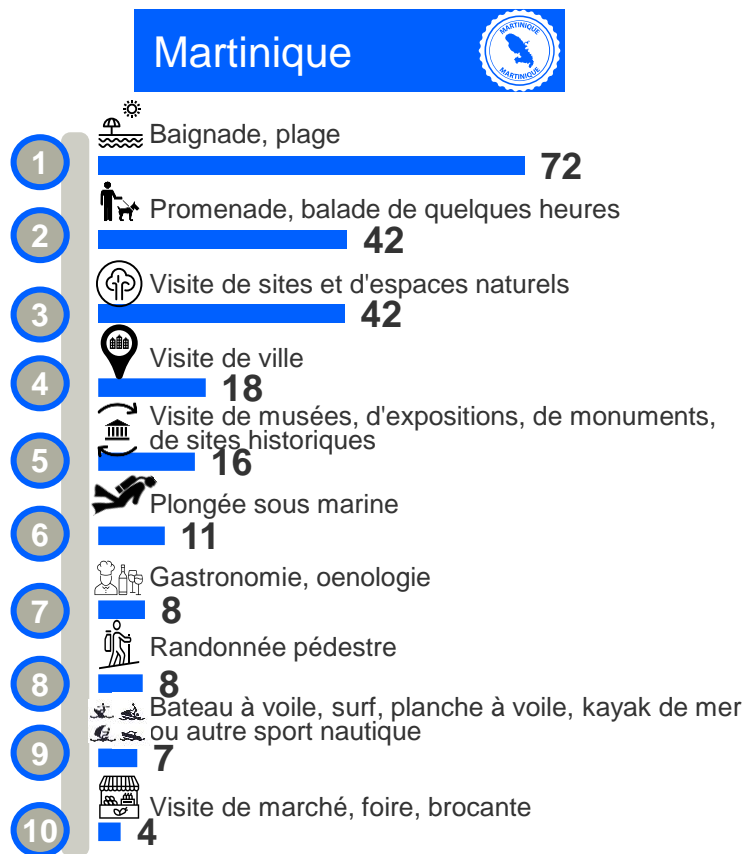 Martinique
MARTINIQUE
MARTINIQUE
Baignade, plage
1
72
Promenade, balade de quelques heures
2
42
Visite de sites et d'espaces naturels
3
42
Visite de ville
4
18
Visite de musées, d'expositions, de monuments,
de sites historiques
5
16
Plongée sous marine
6
11
Gastronomie, oenologie
7
8
Randonnée pédestre
8
8
Bateau à voile, surf, planche à voile, kayak de mer
ou autre sport nautique
9
7
Visite de marché, foire, brocante
10
4